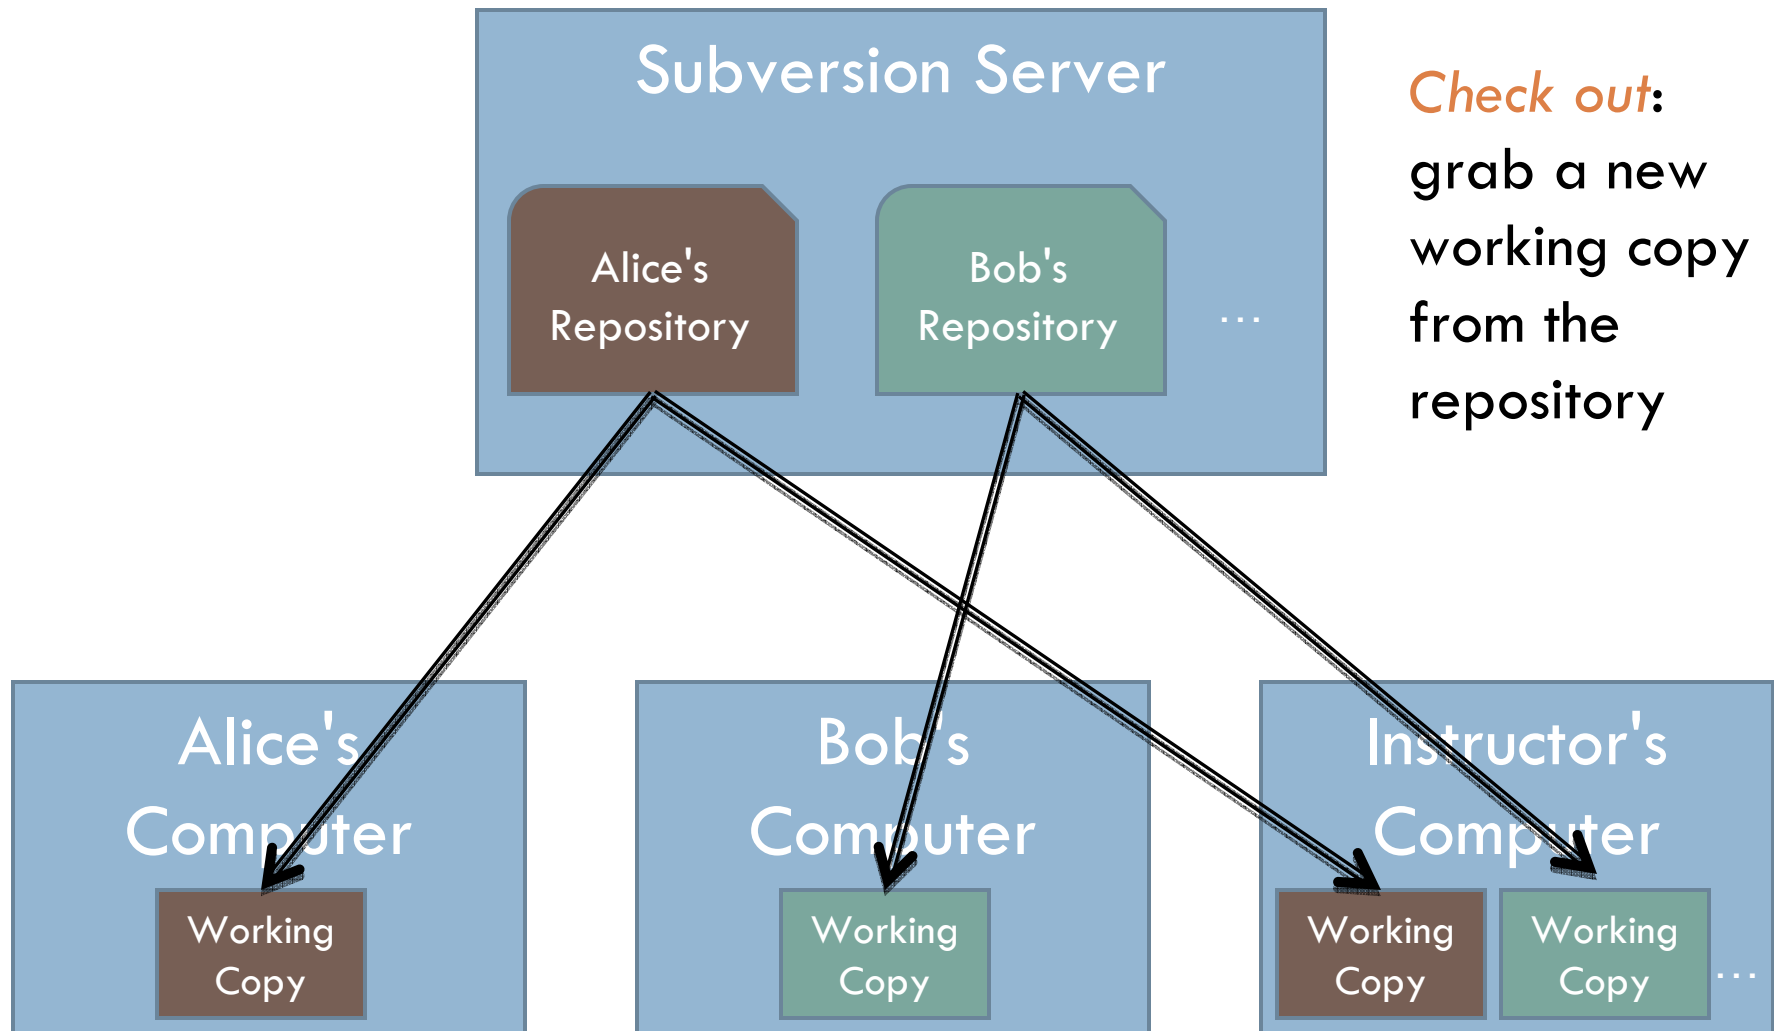 Subversion Server
Check out:
grab a new
working copy
from the
repository
Alice's
Repository
Bob's
Repository
...
Alice's
Computer
Working
Copy
Bob's
Computer
Working
Copy
Instructor's
Computer
Working
Copy
Working
Copy
...